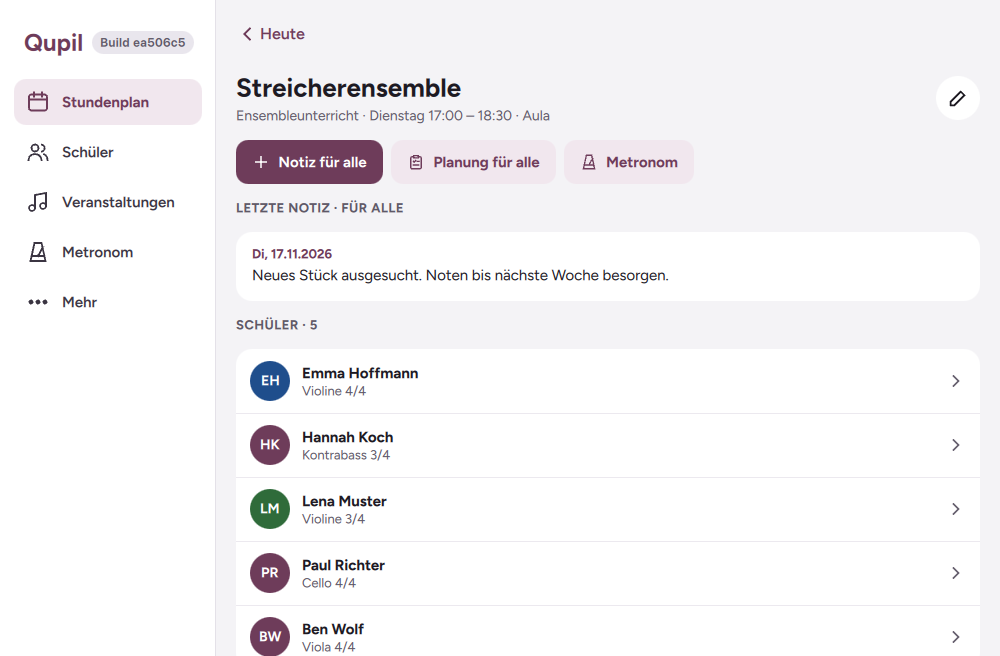 Qupil
Build ea506c5
Stundenplan
Schüler
Veranstaltungen
Metronom
Mehr
Heute
Streicherensemble
Ensembleunterricht · Dienstag 17:00 – 18:30 · Aula
Notiz für alle
Planung für alle
Metronom
LETZTE NOTIZ · FÜR ALLE
Di, 17.11.2026
Neues Stück ausgesucht. Noten bis nächste Woche besorgen.
SCHÜLER · 5
EH
Emma Hoffmann
Violine 4/4
HK
Hannah Koch
Kontrabass 3/4
LM
Lena Muster
Violine 3/4
PR
Paul Richter
Cello 4/4
BW
Ben Wolf
Viola 4/4